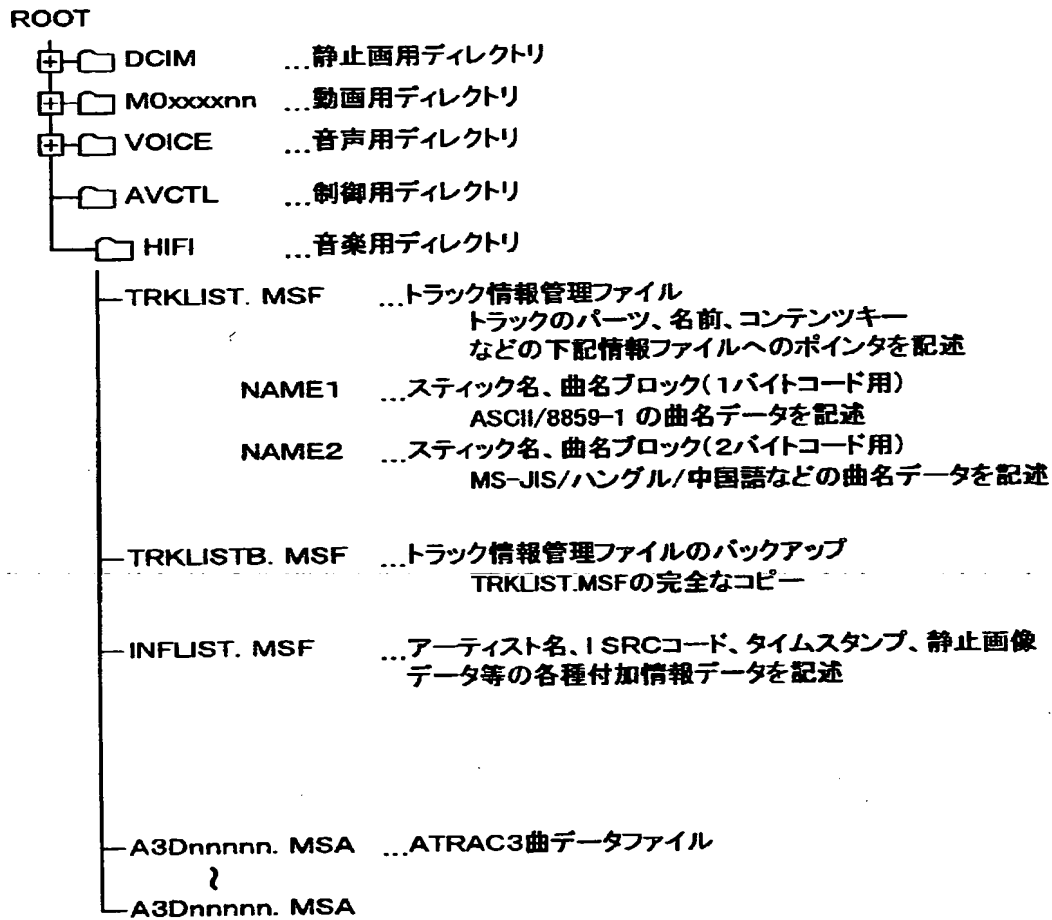 ROOT
DCIM ...静止画用ディレクトリ
MOxxxxnn ...動画用ディレクトリ
VOICE ...音声用ディレクトリ
AVCTL ...制御用ディレクトリ
HIFI ...音楽用ディレクトリ
TRKLIST. MSF ...トラック情報管理ファイル
トラックのパーツ、名前、コンテンツキー
などの下記情報ファイルへのポインタを記述
NAME1 ...スティック名、曲名ブロック(1バイトコード用)
ASCII/8859-1 の曲名データを記述
NAME2 ...スティック名、曲名ブロック(2バイトコード用)
MS-JIS/ハングル/中国語などの曲名データを記述
TRKLISTB. MSF ...トラック情報管理ファイルのバックアップ
TRKLIST.MSFの完全なコピー
INFLIST. MSF ...アーティスト名、ISRCコード、タイムスタンプ、静止画像
データ等の各種付加情報データを記述
A3Dnnnnn. MSA ...ATRAC3曲データファイル
~
A3Dnnnnn. MSA